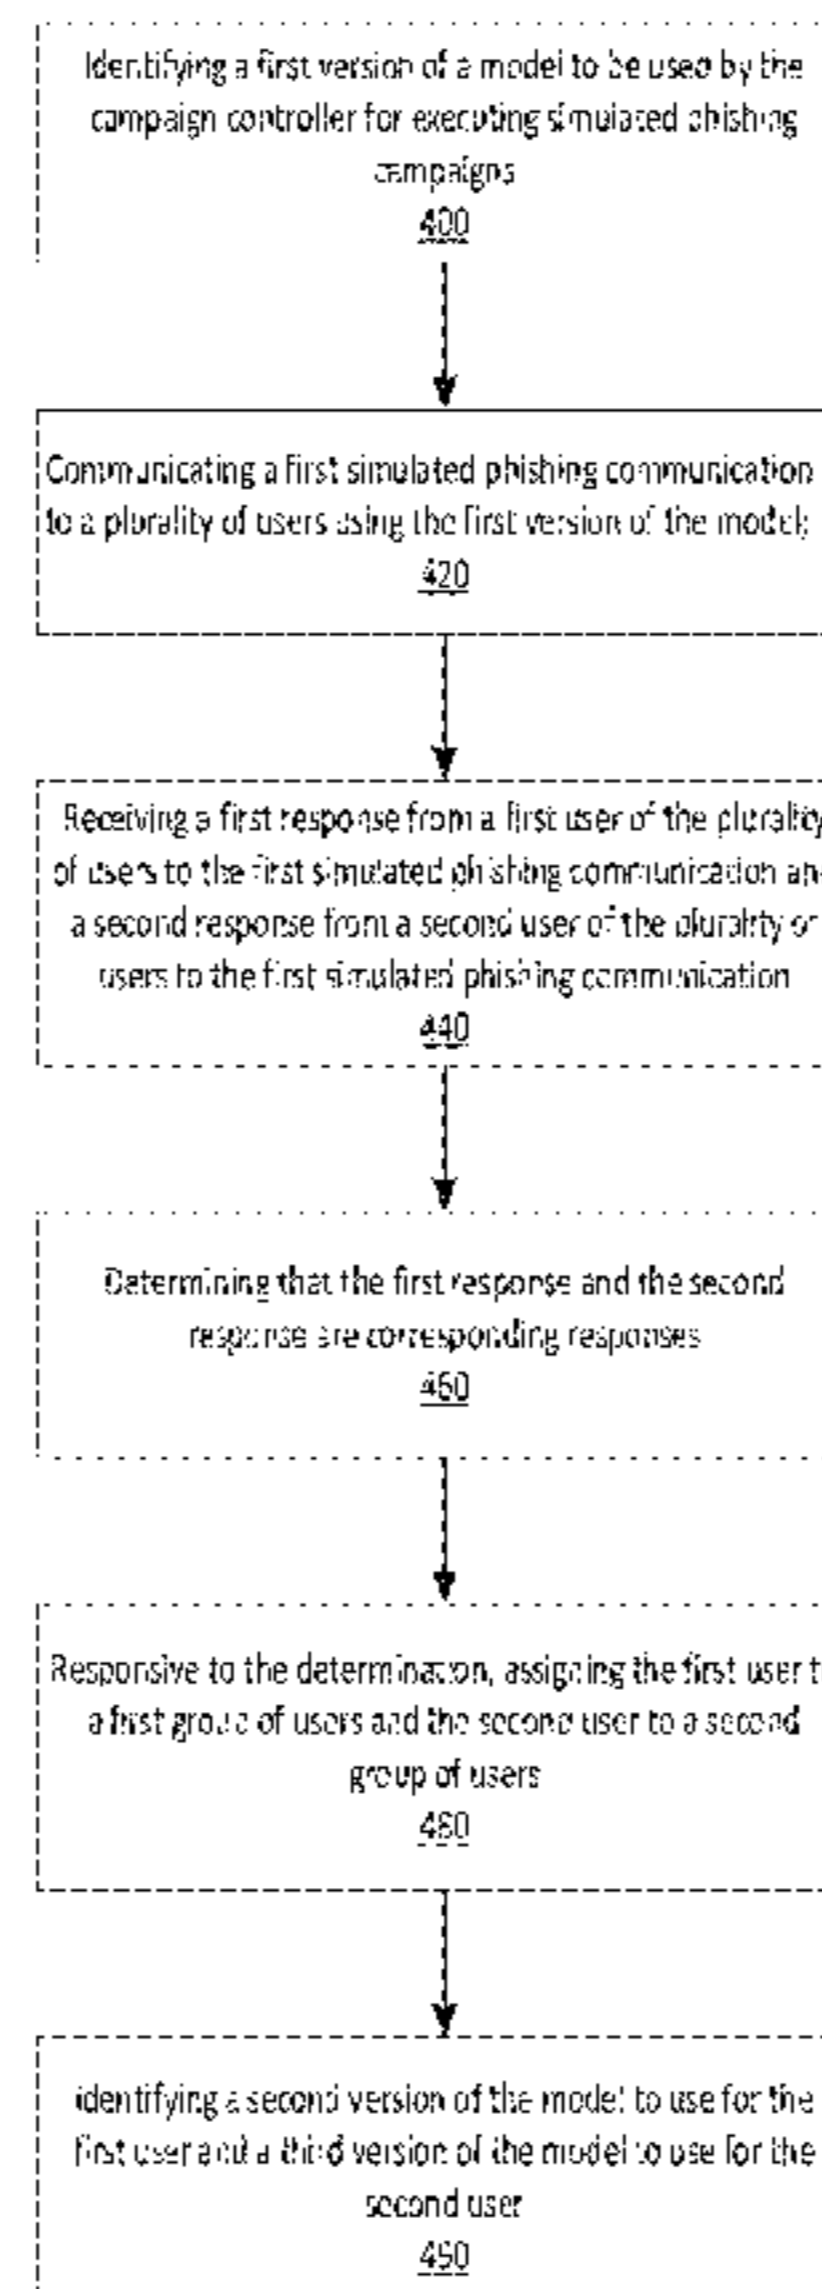 Identifying a first version of a model to be used by the
campaign controller for executing simulated phishing
campaigns
400
Communicating a first simulated phishing communication
to a plurality of users using the first version of the model;
420
Receiving a first response from a first user of the plurality
of users to the first simulated phishing communication an
a second response from a second user of the plurality of
users to the first simulated phishing communication
440
Determining that the first response and the second
response are corresponding responses
460
Responsive to the determination, assigning the first user t
a first group of users and the second user to a second
group of users
480
Identifying a second version of the model to use for the
first user and a third version of the model to use for the
second user
490